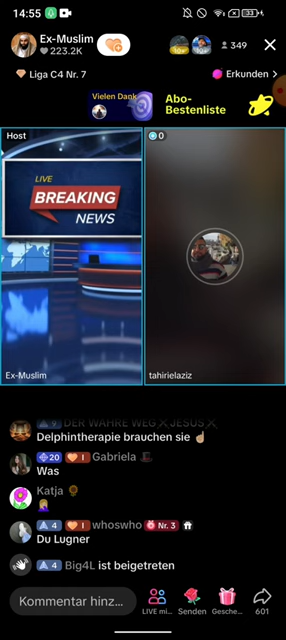 14:55
33
Ex-Muslim
223.2K
349
Liga C4 Nr. 7
Erkunden >
Vielen Dank
Abo-
Bestenliste
Host
0
LIVE
BREAKING
NEWS
Ex-Muslim
tahirielaziz
9 DER WAHRE WEG⚔JESUS⚔
Delphintherapie brauchen sie ☝🏼
20 I Gabriela 🎩
Was
Katja 🌻
🤦🏼‍♀️
4 I whoswho Nr. 3
Du Lugner
4 Big4L ist beigetreten
Kommentar hinz...
LIVE mi...
Senden
Gesche...
601